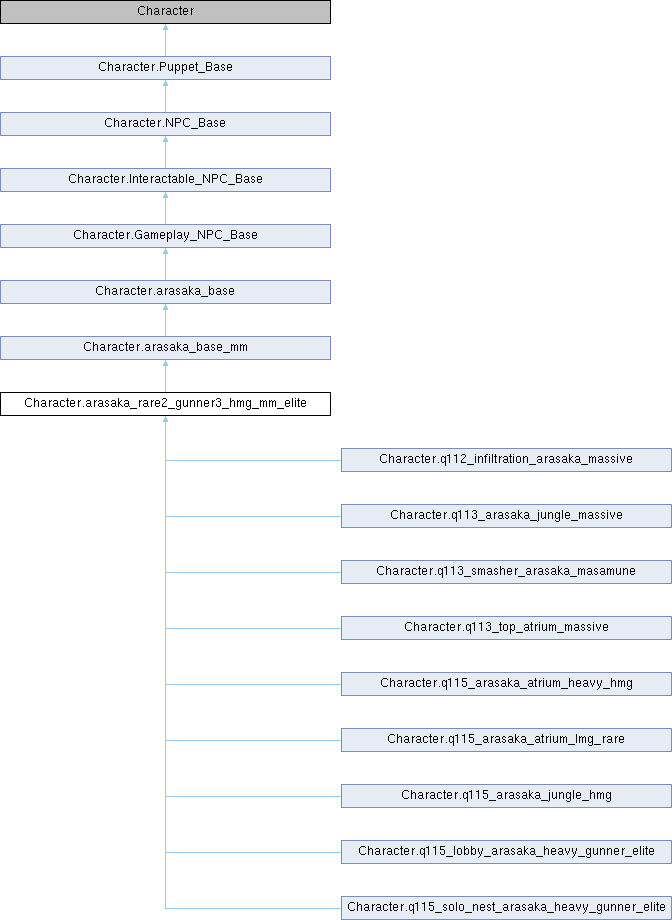 Character
Character.Puppet_Base
Character.NPC_Base
Character.Interactable_NPC_Base
Character.Gameplay_NPC_Base
Character.arasaka_base
Character.arasaka_base_mm
Character.arasaka_rare2_gunner3_hmg_mm_elite
Character.q112_infiltration_arasaka_massive
Character.q113_arasaka_jungle_massive
Character.q113_smasher_arasaka_masamune
Character.q113_top_atrium_massive
Character.q115_arasaka_atrium_heavy_hmg
Character.q115_arasaka_atrium_lmg_rare
Character.q115_arasaka_jungle_hmg
Character.q115_lobby_arasaka_heavy_gunner_elite
Character.q115_solo_nest_arasaka_heavy_gunner_elite